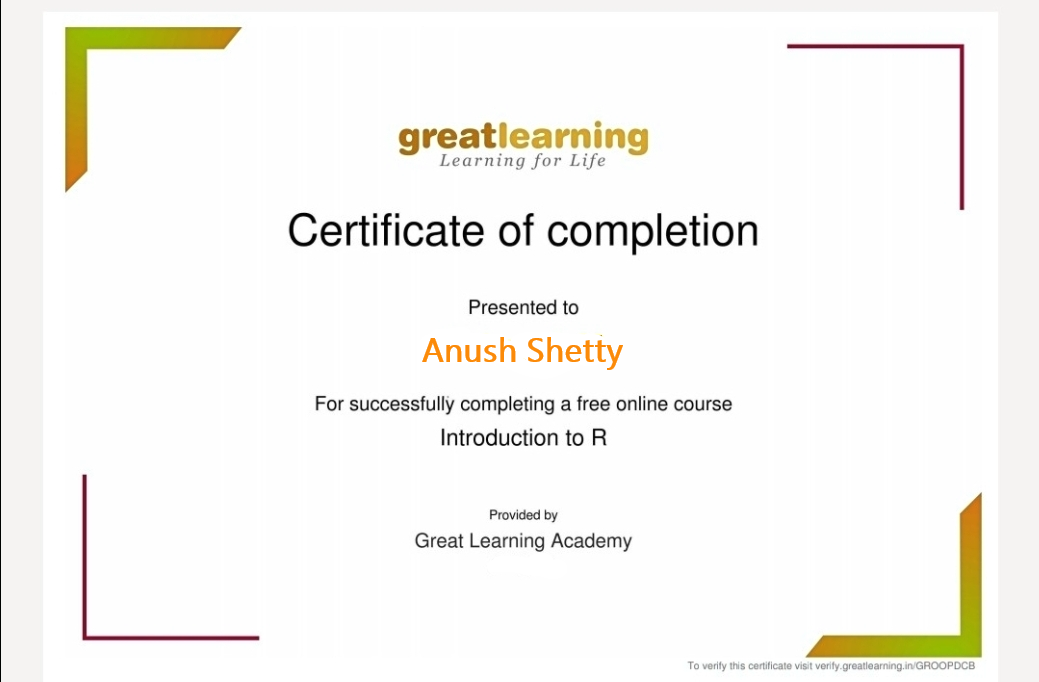 greatlearning
Learning for Life
Certificate of completion
Presented to
Anush Shetty
For successfully completing a free online course
Introduction to R
Provided by
Great Learning Academy
To verify this certificate visit verify.greatlearning.in/GROOPDCB